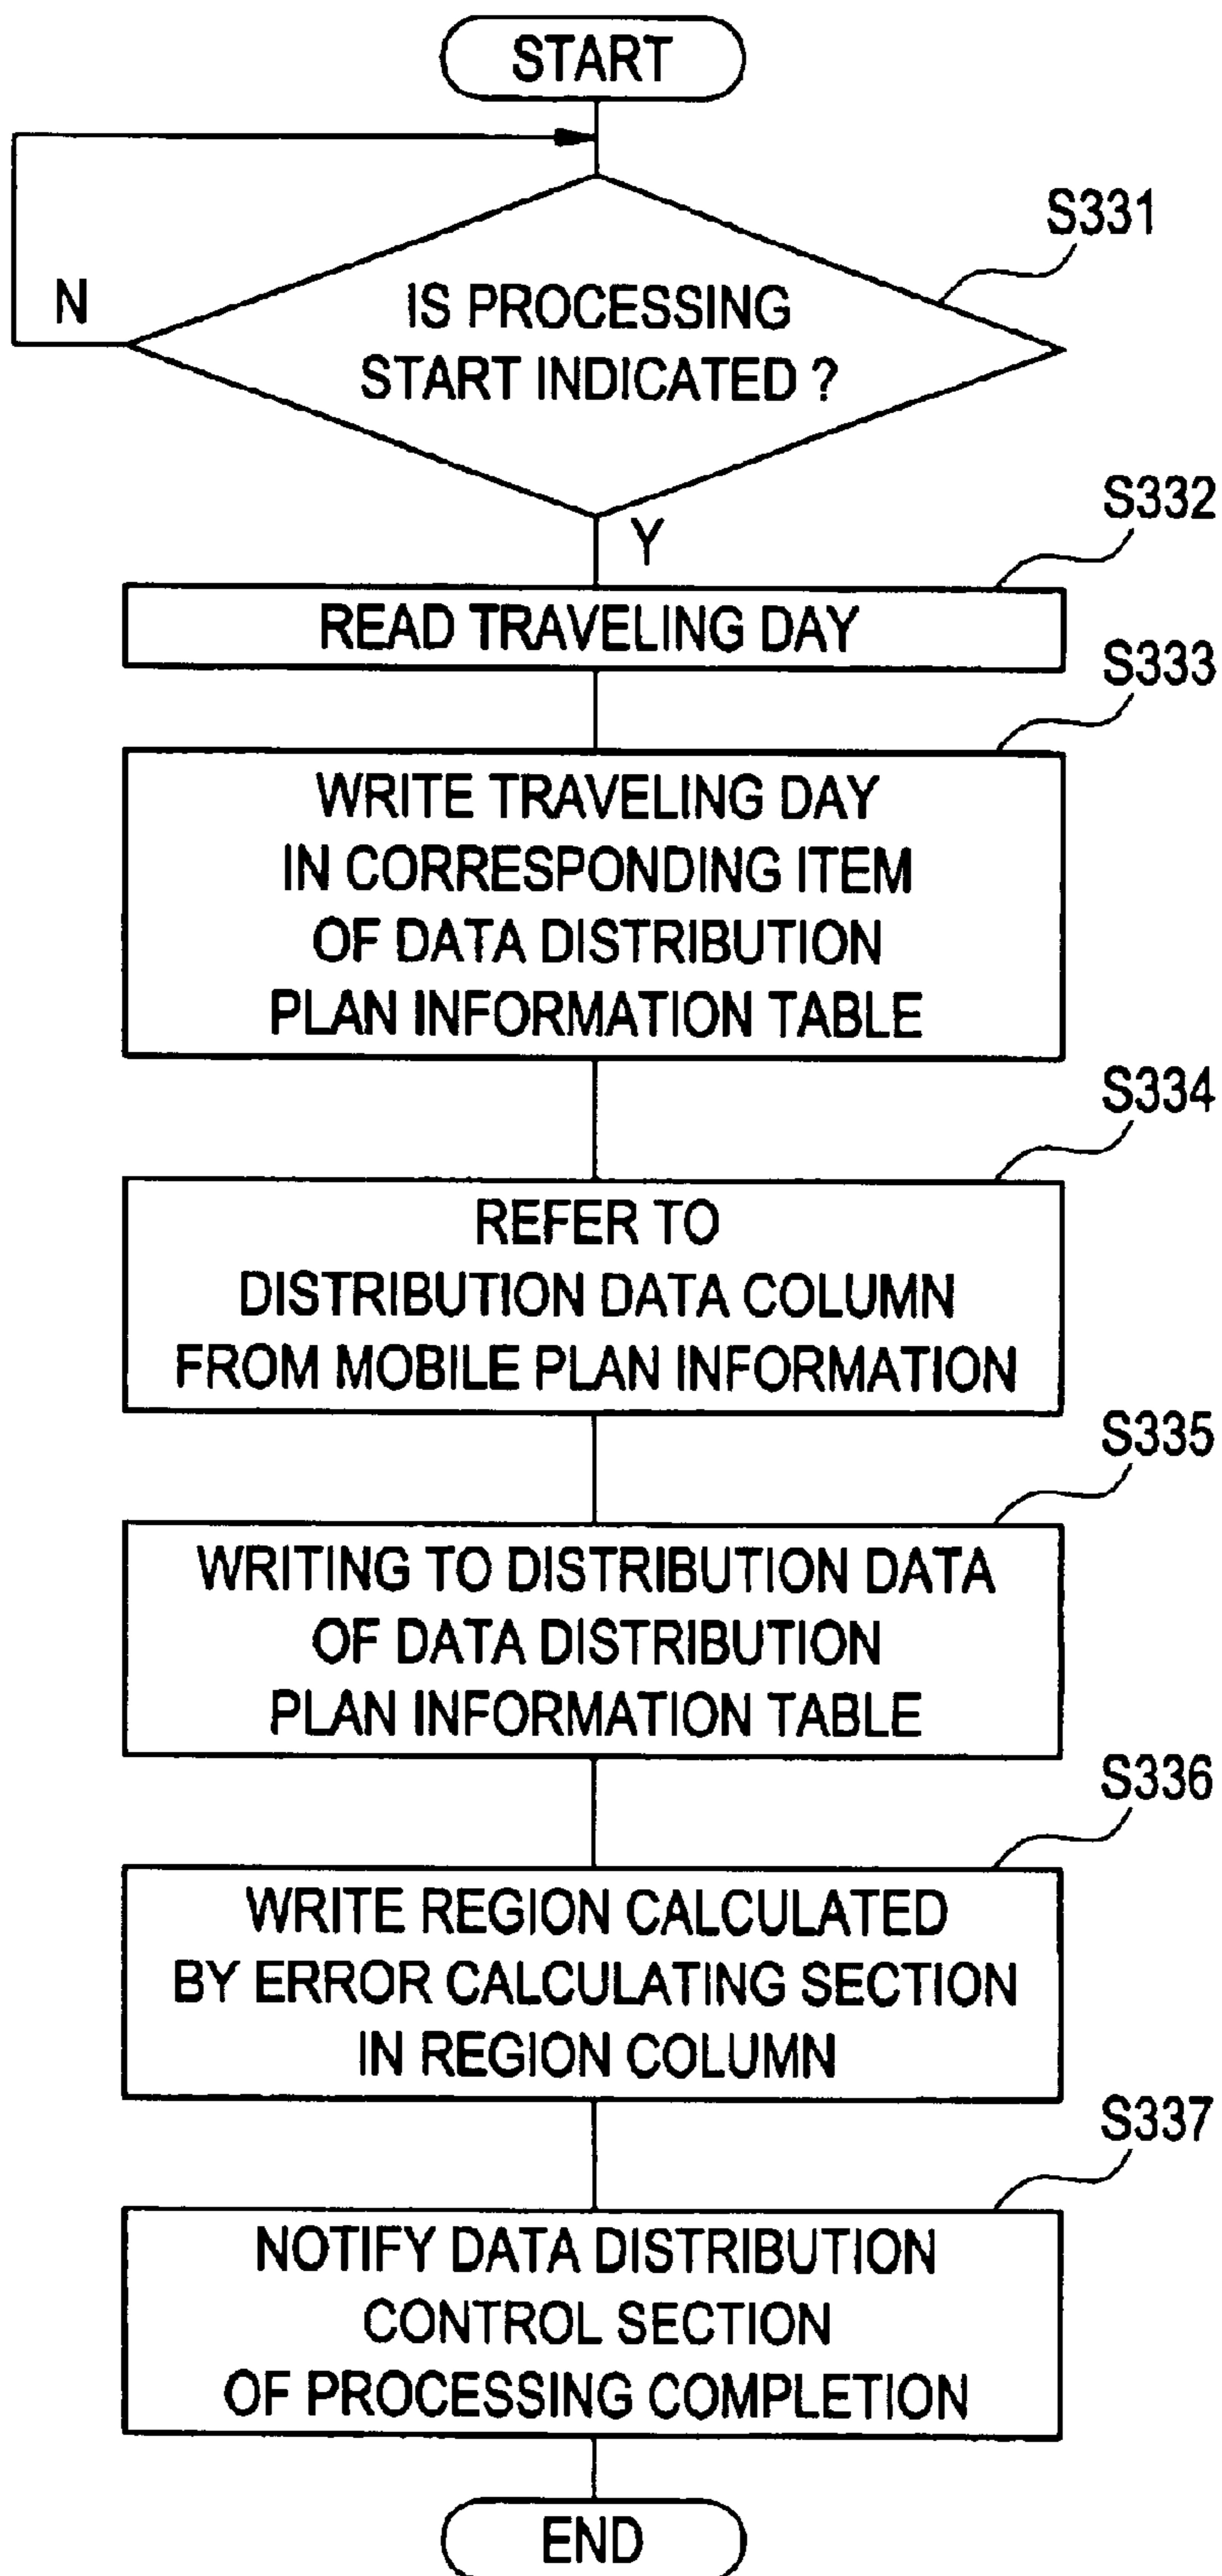 START
S331
IS PROCESSING
START INDICATED ?
N
Y
S332
READ TRAVELING DAY
S333
WRITE TRAVELING DAY
IN CORRESPONDING ITEM
OF DATA DISTRIBUTION
PLAN INFORMATION TABLE
S334
REFER TO
DISTRIBUTION DATA COLUMN
FROM MOBILE PLAN INFORMATION
S335
WRITING TO DISTRIBUTION DATA
OF DATA DISTRIBUTION
PLAN INFORMATION TABLE
S336
WRITE REGION CALCULATED
BY ERROR CALCULATING SECTION
IN REGION COLUMN
S337
NOTIFY DATA DISTRIBUTION
CONTROL SECTION
OF PROCESSING COMPLETION
END